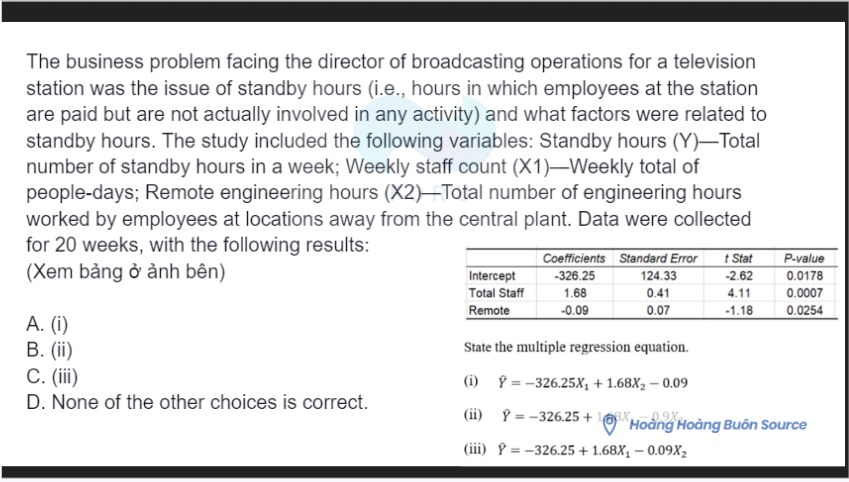 The business problem facing the director of broadcasting operations for a television
station was the issue of standby hours (i.e., hours in which employees at the station
are paid but are not actually involved in any activity) and what factors were related to
standby hours. The study included the following variables: Standby hours (Y)—Total
number of standby hours in a week; Weekly staff count (X1)—Weekly total of
people-days; Remote engineering hours (X2)—Total number of engineering hours
worked by employees at locations away from the central plant. Data were collected
for 20 weeks, with the following results:
(Xem bảng ở ảnh bên)
A. (i)
B. (ii)
C. (iii)
D. None of the other choices is correct.
Coefficients Standard Error t Stat P-value
Intercept -326.25 124.33 -2.62 0.0178
Total Staff 1.68 0.41 4.11 0.0007
Remote -0.09 0.07 -1.18 0.0254
State the multiple regression equation.
(i) Ŷ = −326.25X₁ + 1.68X₂ − 0.09
(ii) Ŷ = −326.25 + 1.68X₁ − 0.9X₂
Hoàng Hoàng Buôn Source
(iii) Ŷ = −326.25 + 1.68X₁ − 0.09X₂